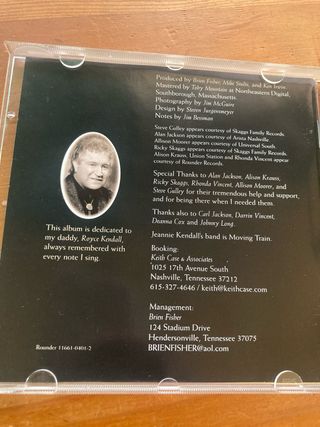 Produced by Brien Fisher, Mike Stults, and Ken Irwin.
Mastered by Toby Mountain at Northeastern Digital,
Southborough, Massachusetts.
Photography by Jim McGuire
Design by Steven Jurgensmeyer
Notes by Jim Bessman
Steve Gulley appears courtesy of Skaggs Family Records.
Alan Jackson appears courtesy of Arista Nashville.
Allison Moorer appears courtesy of Universal South
Ricky Skaggs appears courtesy of Skaggs Family Records.
Alison Krauss, Union Station and Rhonda Vincent appear
courtesy of Rounder Records.
Special Thanks to Alan Jackson, Alison Krauss,
Ricky Skaggs, Rhonda Vincent, Allison Moorer, and
Steve Gulley for their tremendous help and support,
and for being there when I needed them.
Thanks also to Carl Jackson, Darrin Vincent,
Deanna Cox and Johnny Long.
Jeannie Kendall's band is Moving Train.
Booking:
Keith Case & Associates
1025 17th Avenue South
Nashville, Tennessee 37212
615-327-4646 / keith@keithcase.com
Management:
Brien Fisher
124 Stadium Drive
Hendersonville, Tennessee 37075
BRIENFISHER@aol.com
This album is dedicated to
my daddy, Royce Kendall,
always remembered with
every note I sing.
Rounder 11661-0401-2